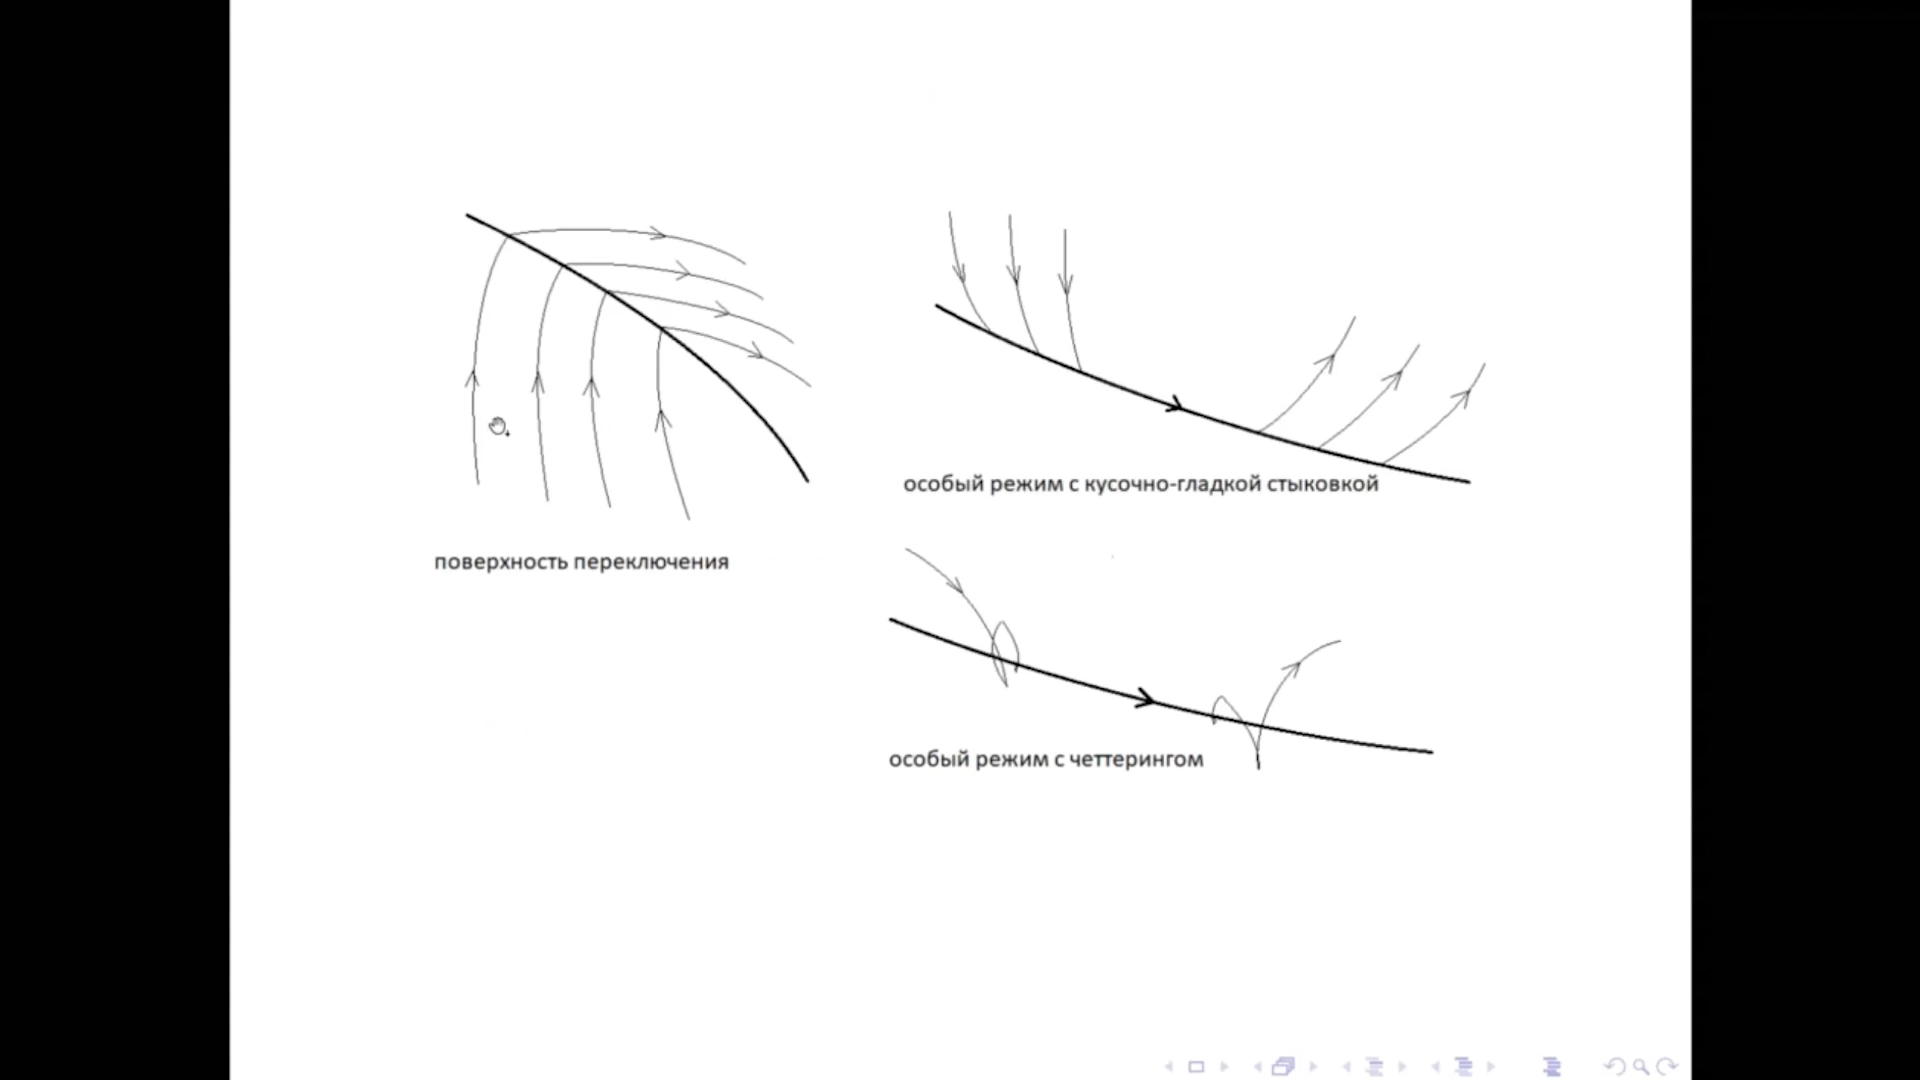 особый режим с кусочно-гладкой стыковкой
поверхность переключения
особый режим с четтерингом